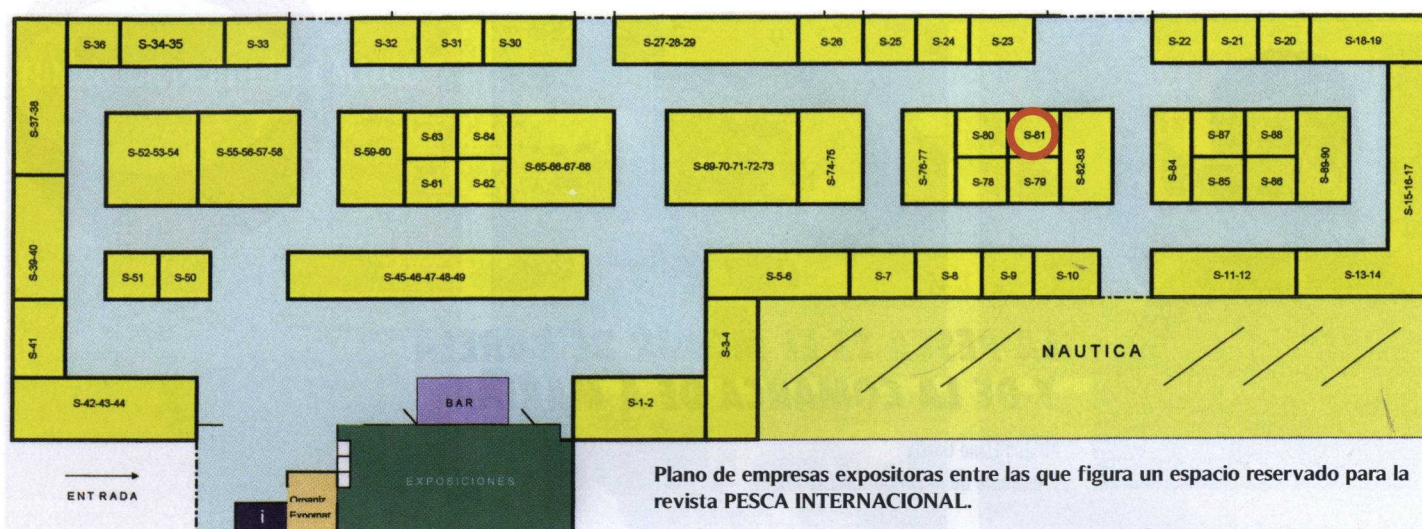 S-36
S-34-35
S-33
S-32
S-31
S-30
S-27-28-29
S-26
S-25
S-24
S-23
S-22
S-21
S-20
S-18-19
S-37-38
S-52-53-54
S-55-56-57-58
S-59-60
S-63
S-64
S-61
S-62
S-65-66-67-68
S-69-70-71-72-73
S-74-75
S-76-77
S-80
S-81
S-78
S-79
S-82-83
S-84
S-87
S-88
S-85
S-86
S-89-90
S-15-16-17
S-39-40
S-51
S-50
S-45-46-47-48-49
S-5-6
S-7
S-8
S-9
S-10
S-11-12
S-13-14
S-41
S-3-4
NAUTICA
S-42-43-44
BAR
S-1-2
ENTRADA
EXPOSICIONES
i
Plano de empresas expositoras entre las que figura un espacio reservado para la
revista PESCA INTERNACIONAL.